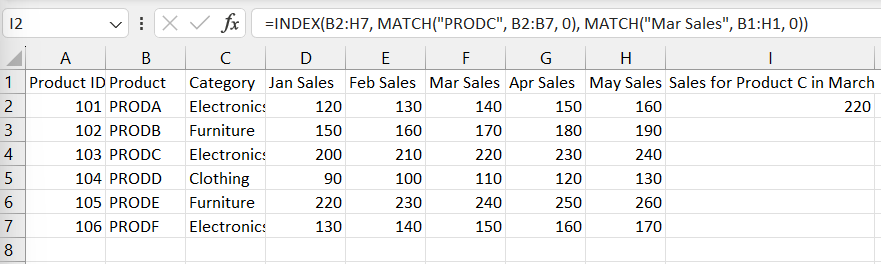 I2 fx =INDEX(B2:H7, MATCH("PRODC", B2:B7, 0), MATCH("Mar Sales", B1:H1, 0))
A B C D E F G H I
1 Product ID Product Category Jan Sales Feb Sales Mar Sales Apr Sales May Sales Sales for Product C in March
2 101 PRODA Electronics 120 130 140 150 160 220
3 102 PRODB Furniture 150 160 170 180 190
4 103 PRODC Electronics 200 210 220 230 240
5 104 PRODD Clothing 90 100 110 120 130
6 105 PRODE Furniture 220 230 240 250 260
7 106 PRODF Electronics 130 140 150 160 170
8